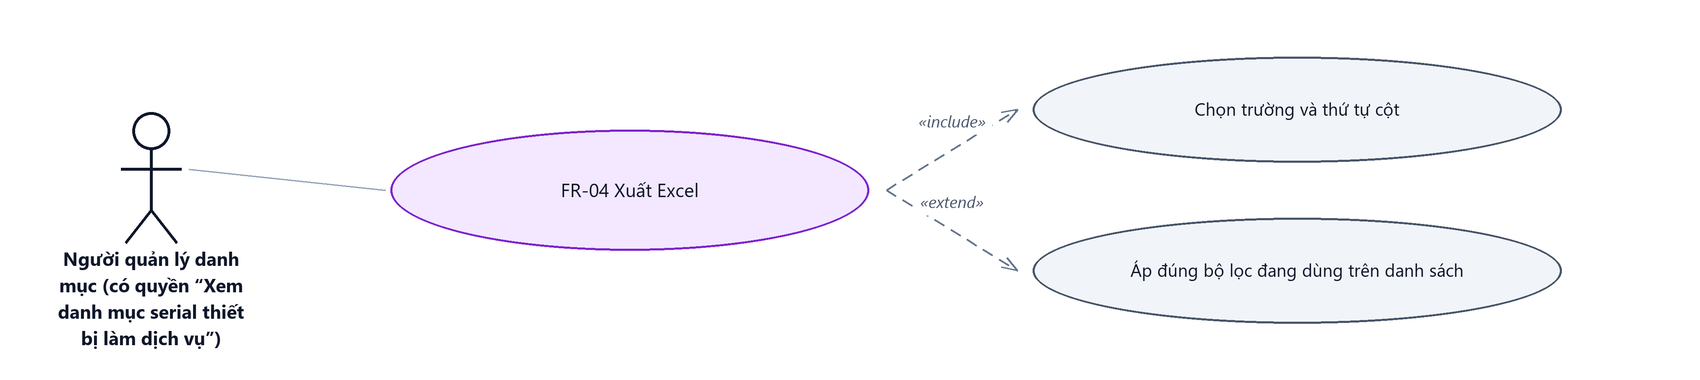 Người quản lý danh
mục (có quyền “Xem
danh mục serial thiết
bị làm dịch vụ”)
FR-04 Xuất Excel
«include»
«extend»
Chọn trường và thứ tự cột
Áp đúng bộ lọc đang dùng trên danh sách